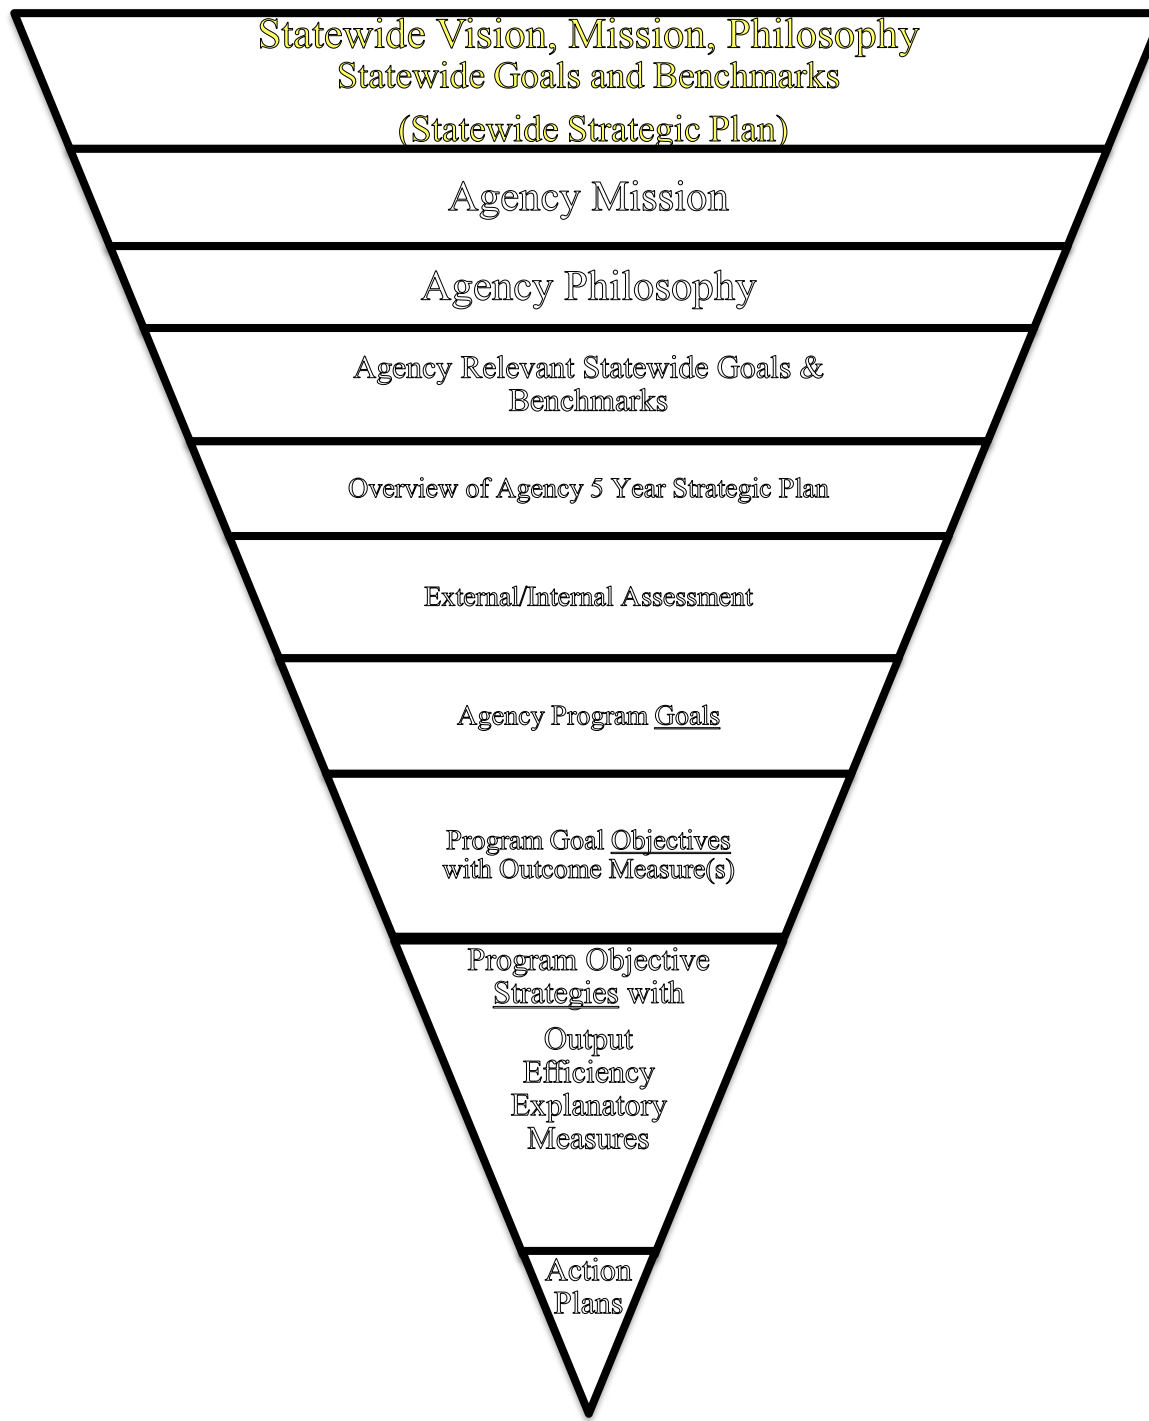 Statewide Vision, Mission, Philosophy
Statewide Goals and Benchmarks
(Statewide Strategic Plan)
Agency Mission
Agency Philosophy
Agency Relevant Statewide Goals &
Benchmarks
Overview of Agency 5 Year Strategic Plan
External/Internal Assessment
Agency Program Goals
Program Goal Objectives
with Outcome Measure(s)
Program Objective
Strategies with
Output
Efficiency
Explanatory
Measures
Action
Plans